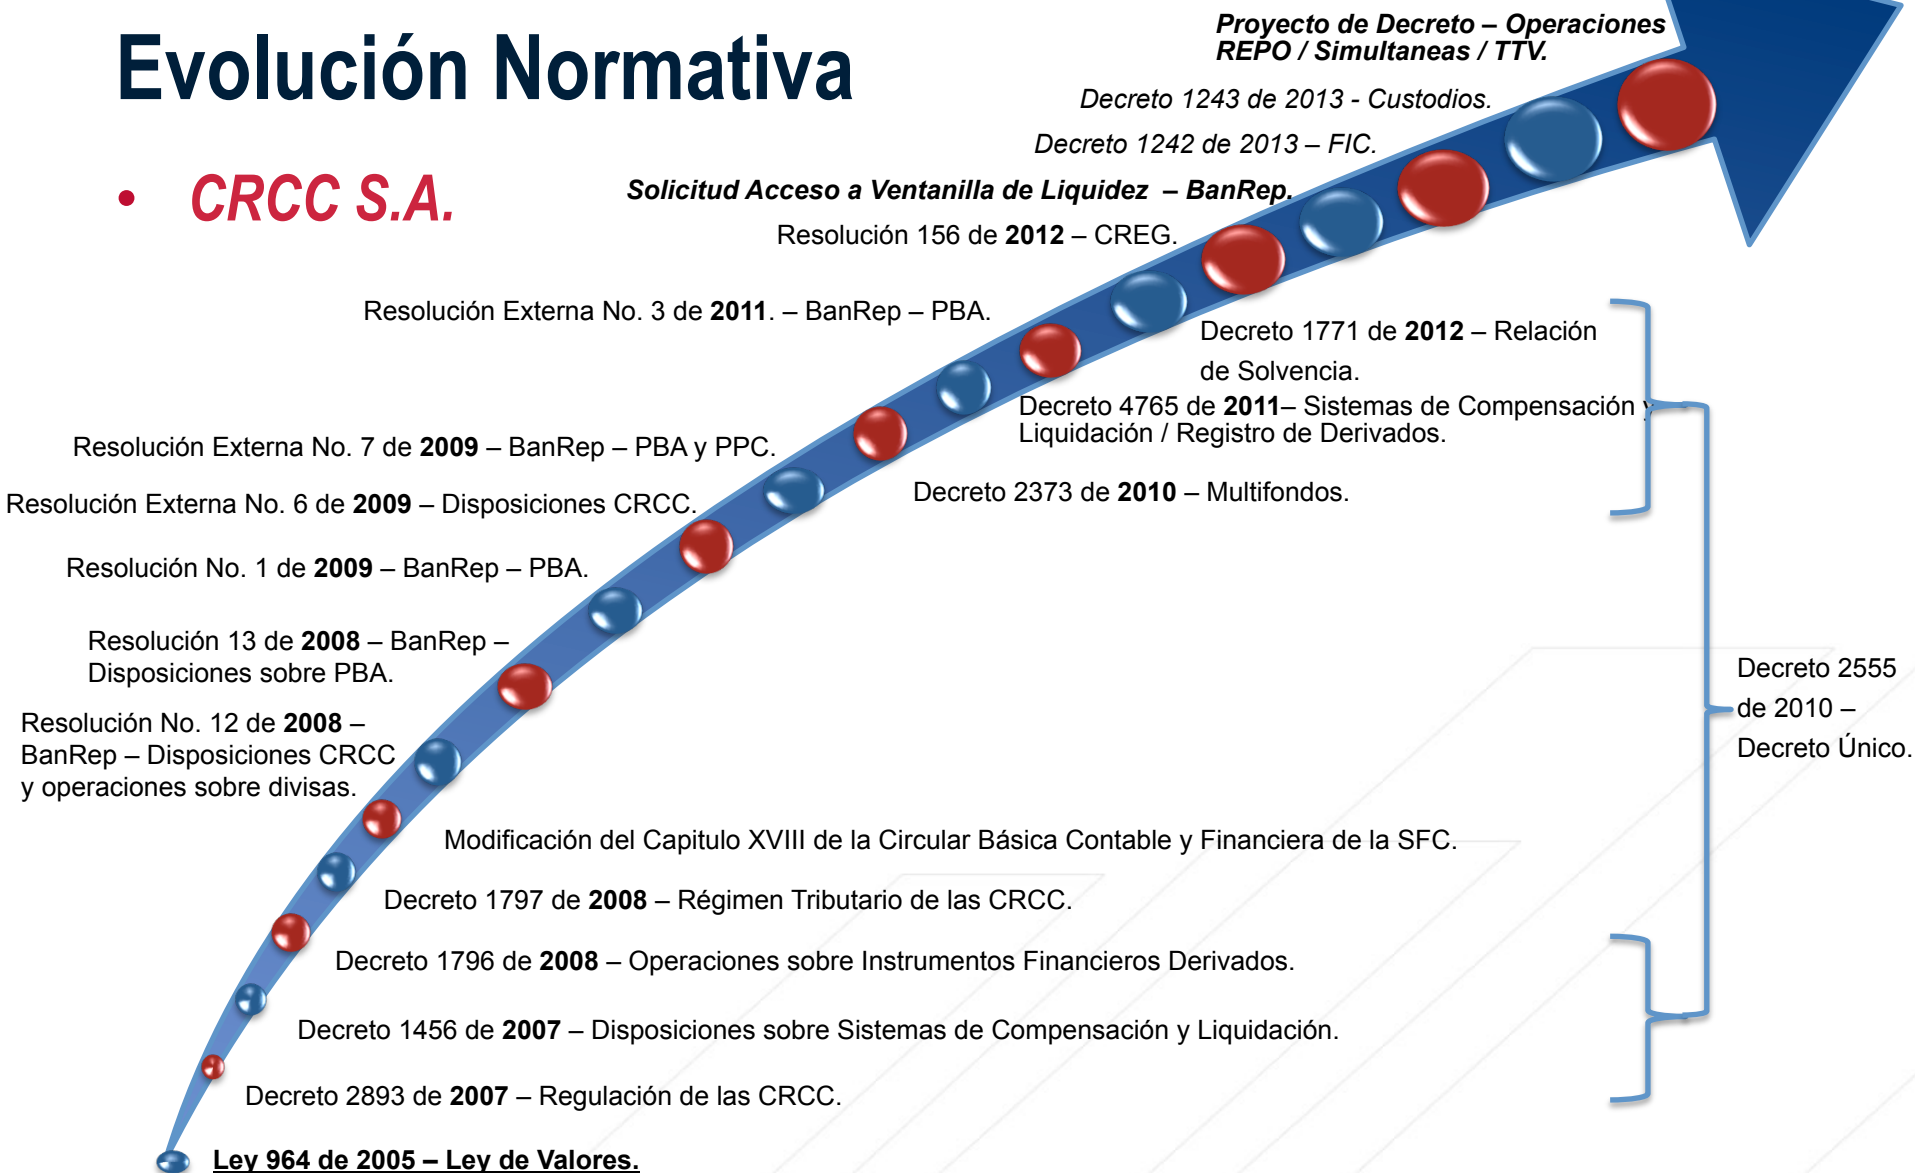 Evolución Normativa
• CRCC S.A.
Proyecto de Decreto – Operaciones
REPO / Simultaneas / TTV.
Decreto 1243 de 2013 - Custodios.
Decreto 1242 de 2013 – FIC.
Solicitud Acceso a Ventanilla de Liquidez – BanRep.
Resolución 156 de 2012 – CREG.
Resolución Externa No. 3 de 2011. – BanRep – PBA.
Decreto 1771 de 2012 – Relación
de Solvencia.
Decreto 4765 de 2011– Sistemas de Compensación y
Liquidación / Registro de Derivados.
Resolución Externa No. 7 de 2009 – BanRep – PBA y PPC.
Decreto 2373 de 2010 – Multifondos.
Resolución Externa No. 6 de 2009 – Disposiciones CRCC.
Resolución No. 1 de 2009 – BanRep – PBA.
Resolución 13 de 2008 – BanRep –
Disposiciones sobre PBA.
Decreto 2555
de 2010 –
Decreto Único.
Resolución No. 12 de 2008 –
BanRep – Disposiciones CRCC
y operaciones sobre divisas.
Modificación del Capitulo XVIII de la Circular Básica Contable y Financiera de la SFC.
Decreto 1797 de 2008 – Régimen Tributario de las CRCC.
Decreto 1796 de 2008 – Operaciones sobre Instrumentos Financieros Derivados.
Decreto 1456 de 2007 – Disposiciones sobre Sistemas de Compensación y Liquidación.
Decreto 2893 de 2007 – Regulación de las CRCC.
Ley 964 de 2005 – Ley de Valores.